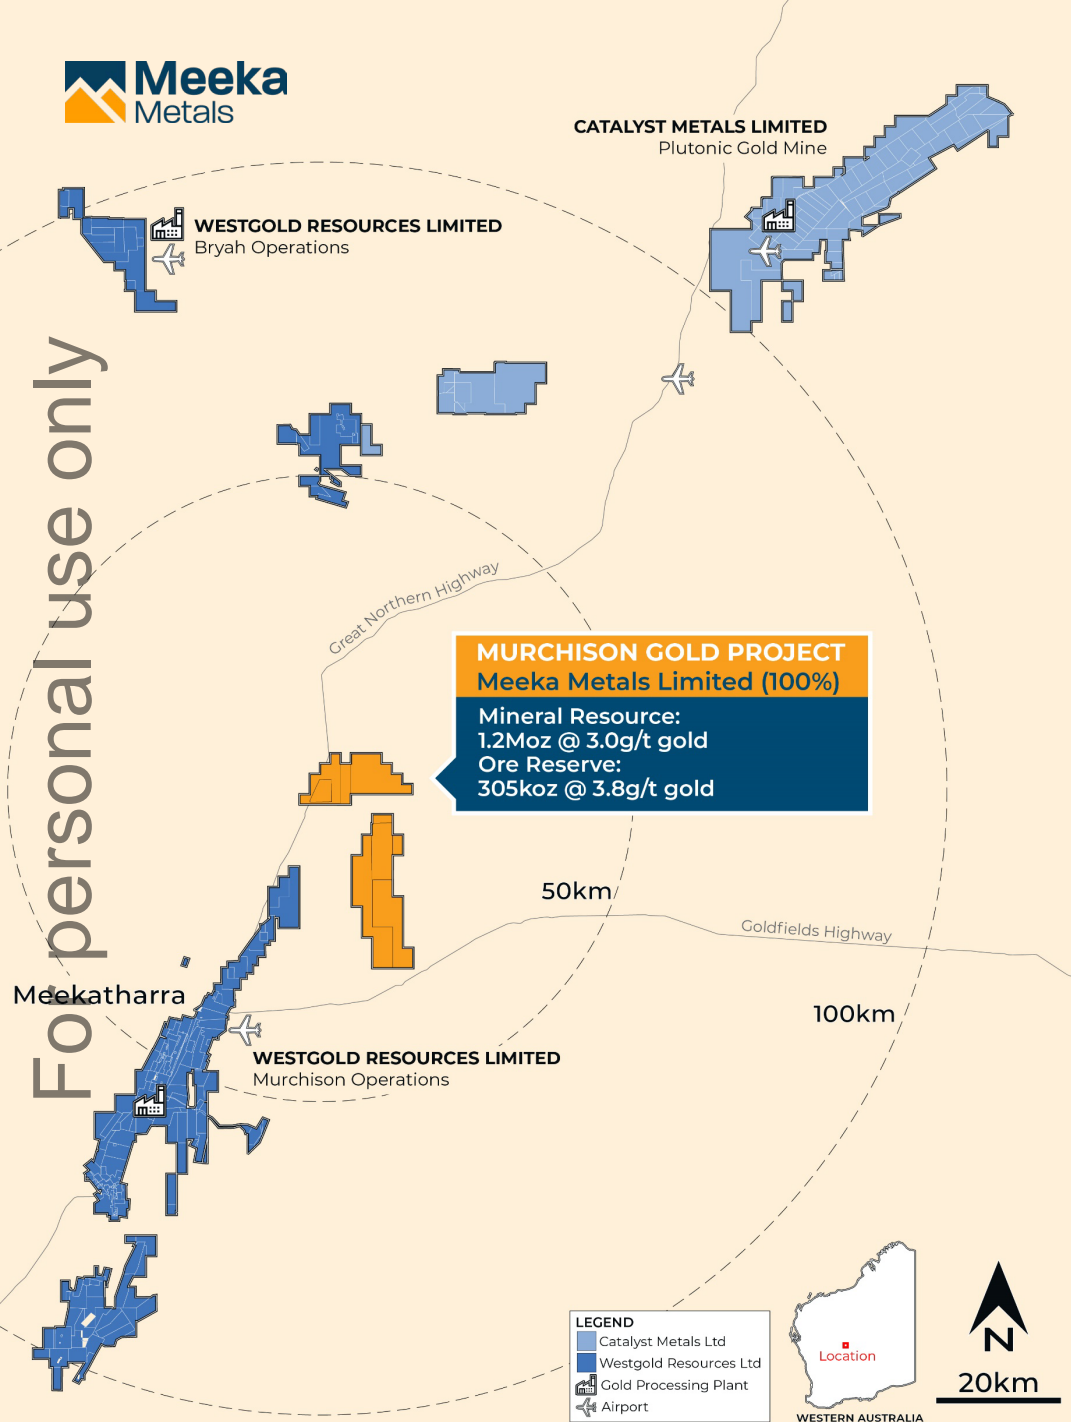 Meeka
Metals
CATALYST METALS LIMITED
Plutonic Gold Mine
WESTGOLD RESOURCES LIMITED
Bryah Operations
For personal use only
Great Northern Highway
MURCHISON GOLD PROJECT
Meeka Metals Limited (100%)
Mineral Resource:
1.2Moz @ 3.0g/t gold
Ore Reserve:
305koz @ 3.8g/t gold
50km
Goldfields Highway
Meekatharra
100km
WESTGOLD RESOURCES LIMITED
Murchison Operations
LEGEND
Catalyst Metals Ltd
Westgold Resources Ltd
Gold Processing Plant
Airport
Location
WESTERN AUSTRALIA
N
20km